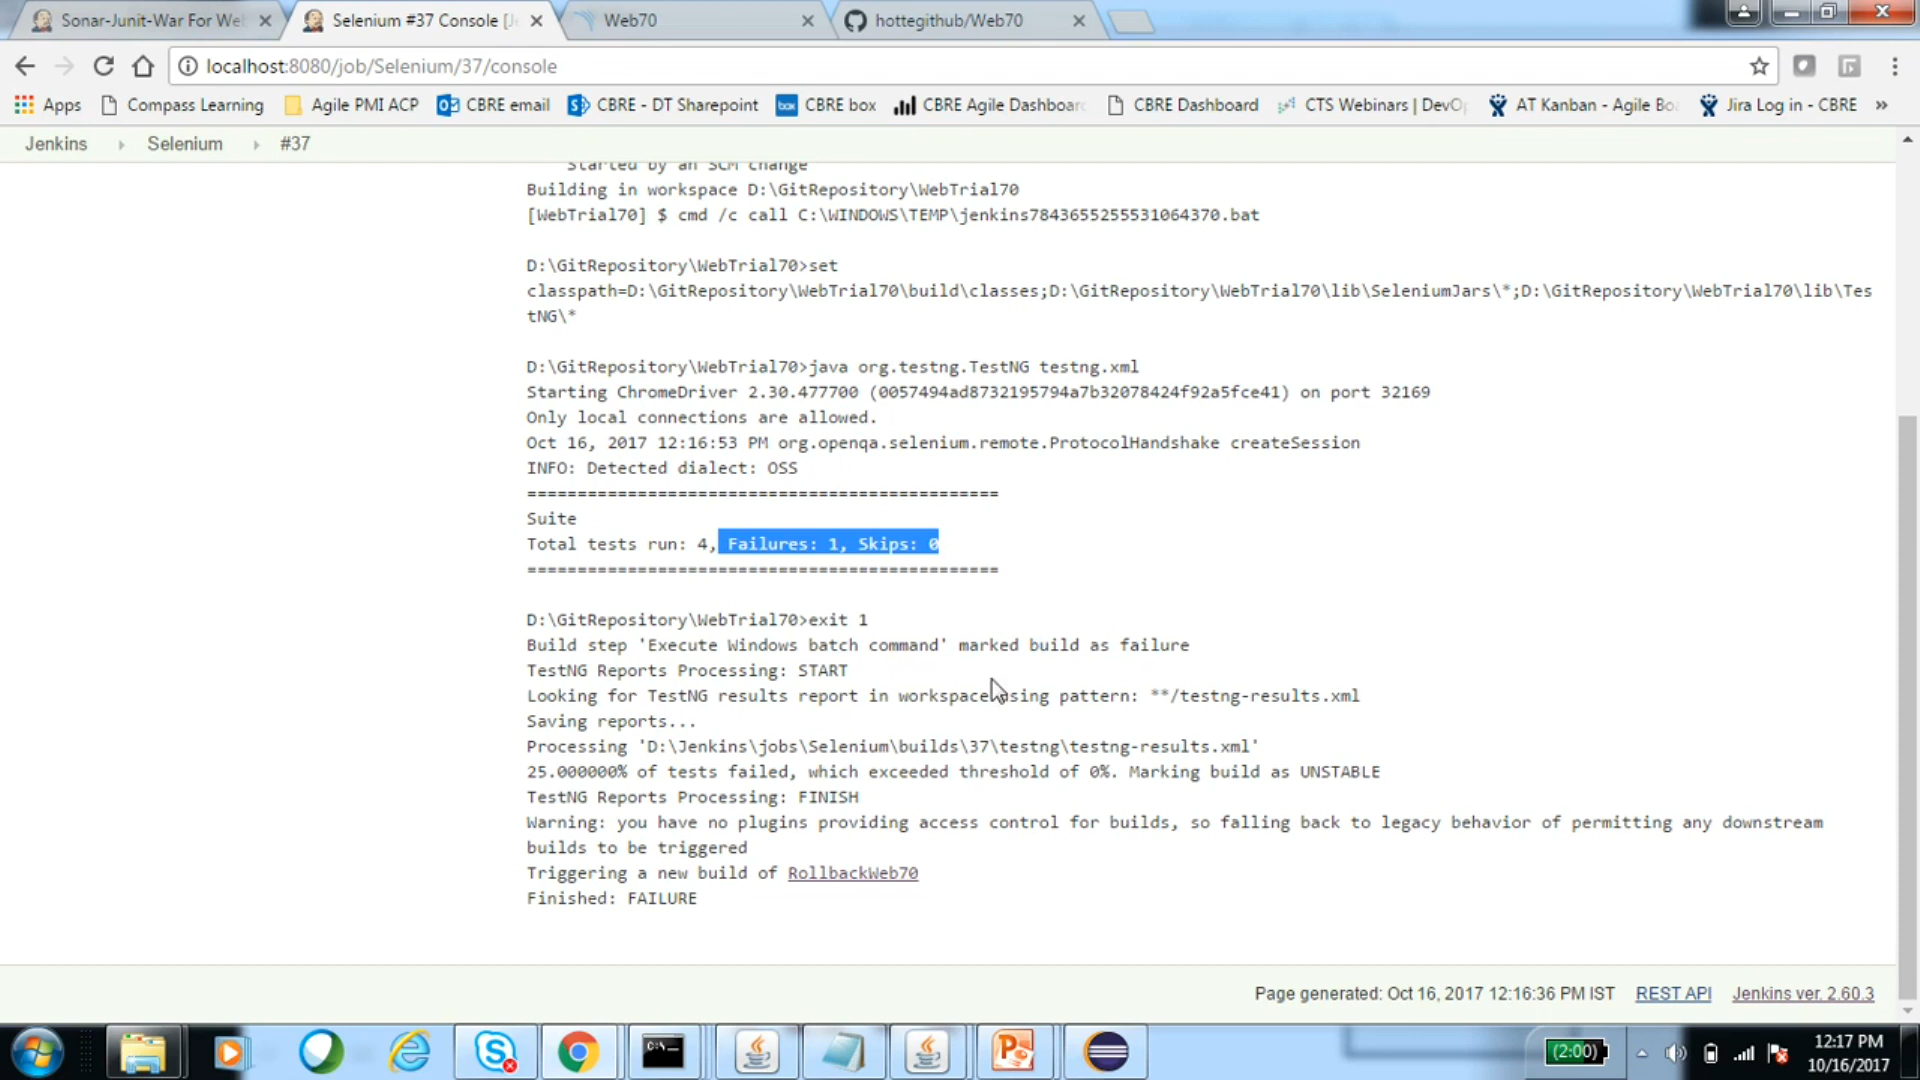 Sonar-Junit-War For We
Selenium #37 Console [J
Web70
hottegithub/Web70
localhost:8080/job/Selenium/37/console
Apps
Compass Learning
Agile PMI ACP
CBRE email
CBRE - DT Sharepoint
CBRE box
CBRE Agile Dashboar
CBRE Dashboard
CTS Webinars | DevO
AT Kanban - Agile Bo
Jira Log in - CBRE
»
Jenkins
Selenium
#37
Started by an SCM change
Building in workspace D:\GitRepository\WebTrial70
[WebTrial70] $ cmd /c call C:\WINDOWS\TEMP\jenkins7843655255531064370.bat
D:\GitRepository\WebTrial70>set
classpath=D:\GitRepository\WebTrial70\build\classes;D:\GitRepository\WebTrial70\lib\SeleniumJars\*;D:\GitRepository\WebTrial70\lib\Tes
tNG\*
D:\GitRepository\WebTrial70>java org.testng.TestNG testng.xml
Starting ChromeDriver 2.30.477700 (0057494ad8732195794a7b32078424f92a5fce41) on port 32169
Only local connections are allowed.
Oct 16, 2017 12:16:53 PM org.openqa.selenium.remote.ProtocolHandshake createSession
INFO: Detected dialect: OSS
===============================================
Suite
Total tests run: 4, Failures: 1, Skips: 0
===============================================
D:\GitRepository\WebTrial70>exit 1
Build step 'Execute Windows batch command' marked build as failure
TestNG Reports Processing: START
Looking for TestNG results report in workspace using pattern: **/testng-results.xml
Saving reports...
Processing 'D:\Jenkins\jobs\Selenium\builds\37\testng\testng-results.xml'
25.000000% of tests failed, which exceeded threshold of 0%. Marking build as UNSTABLE
TestNG Reports Processing: FINISH
Warning: you have no plugins providing access control for builds, so falling back to legacy behavior of permitting any downstream
builds to be triggered
Triggering a new build of RollbackWeb70
Finished: FAILURE
Page generated: Oct 16, 2017 12:16:36 PM IST
REST API
Jenkins ver. 2.60.3
(2:00)
12:17 PM
10/16/2017